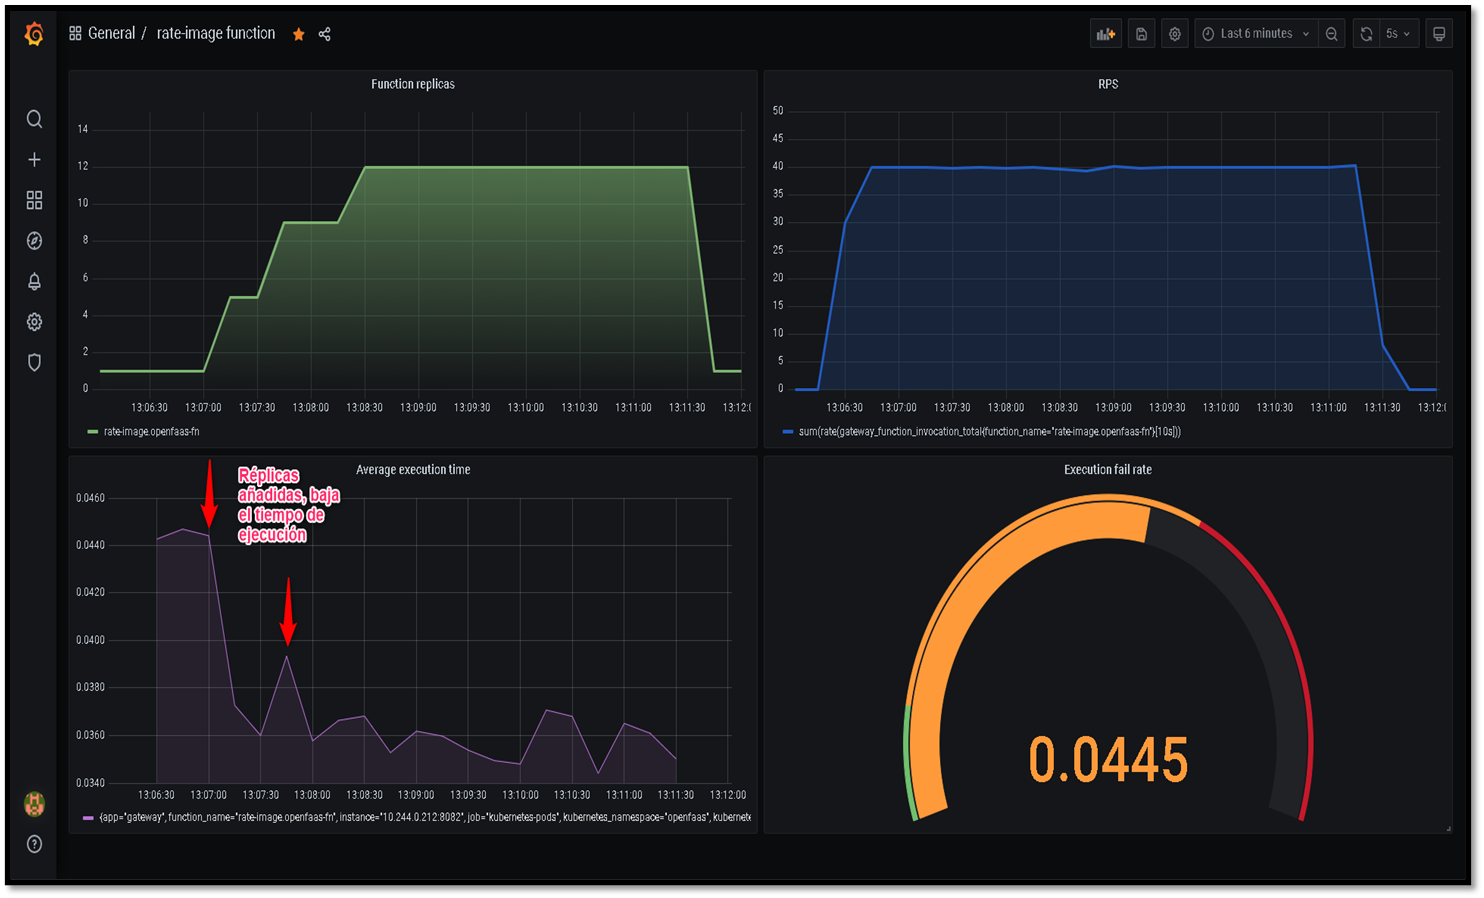 General / rate-image function
Last 6 minutes
5s
Function replicas
14
12
10
8
6
4
2
0
13:06:30 13:07:00 13:07:30 13:08:00 13:08:30 13:09:00 13:09:30 13:10:00 13:10:30 13:11:00 13:11:30 13:12:0
rate-image.openfaas-fn
RPS
50
45
40
35
30
25
20
15
10
5
0
13:06:30 13:07:00 13:07:30 13:08:00 13:08:30 13:09:00 13:09:30 13:10:00 13:10:30 13:11:00 13:11:30 13:12:0
sum(rate(gateway_function_invocation_total{function_name="rate-image.openfaas-fn"}[10s]))
Average execution time
Réplicas
añadidas, baja
el tiempo de
ejecución
0.0460
0.0440
0.0420
0.0400
0.0380
0.0360
0.0340
13:06:30 13:07:00 13:07:30 13:08:00 13:08:30 13:09:00 13:09:30 13:10:00 13:10:30 13:11:00 13:11:30 13:12:00
{app="gateway", function_name="rate-image.openfaas-fn", instance="10.244.0.212:8082", job="kubernetes-pods", kubernetes_namespace="openfaas", kubernete
Execution fail rate
0.0445